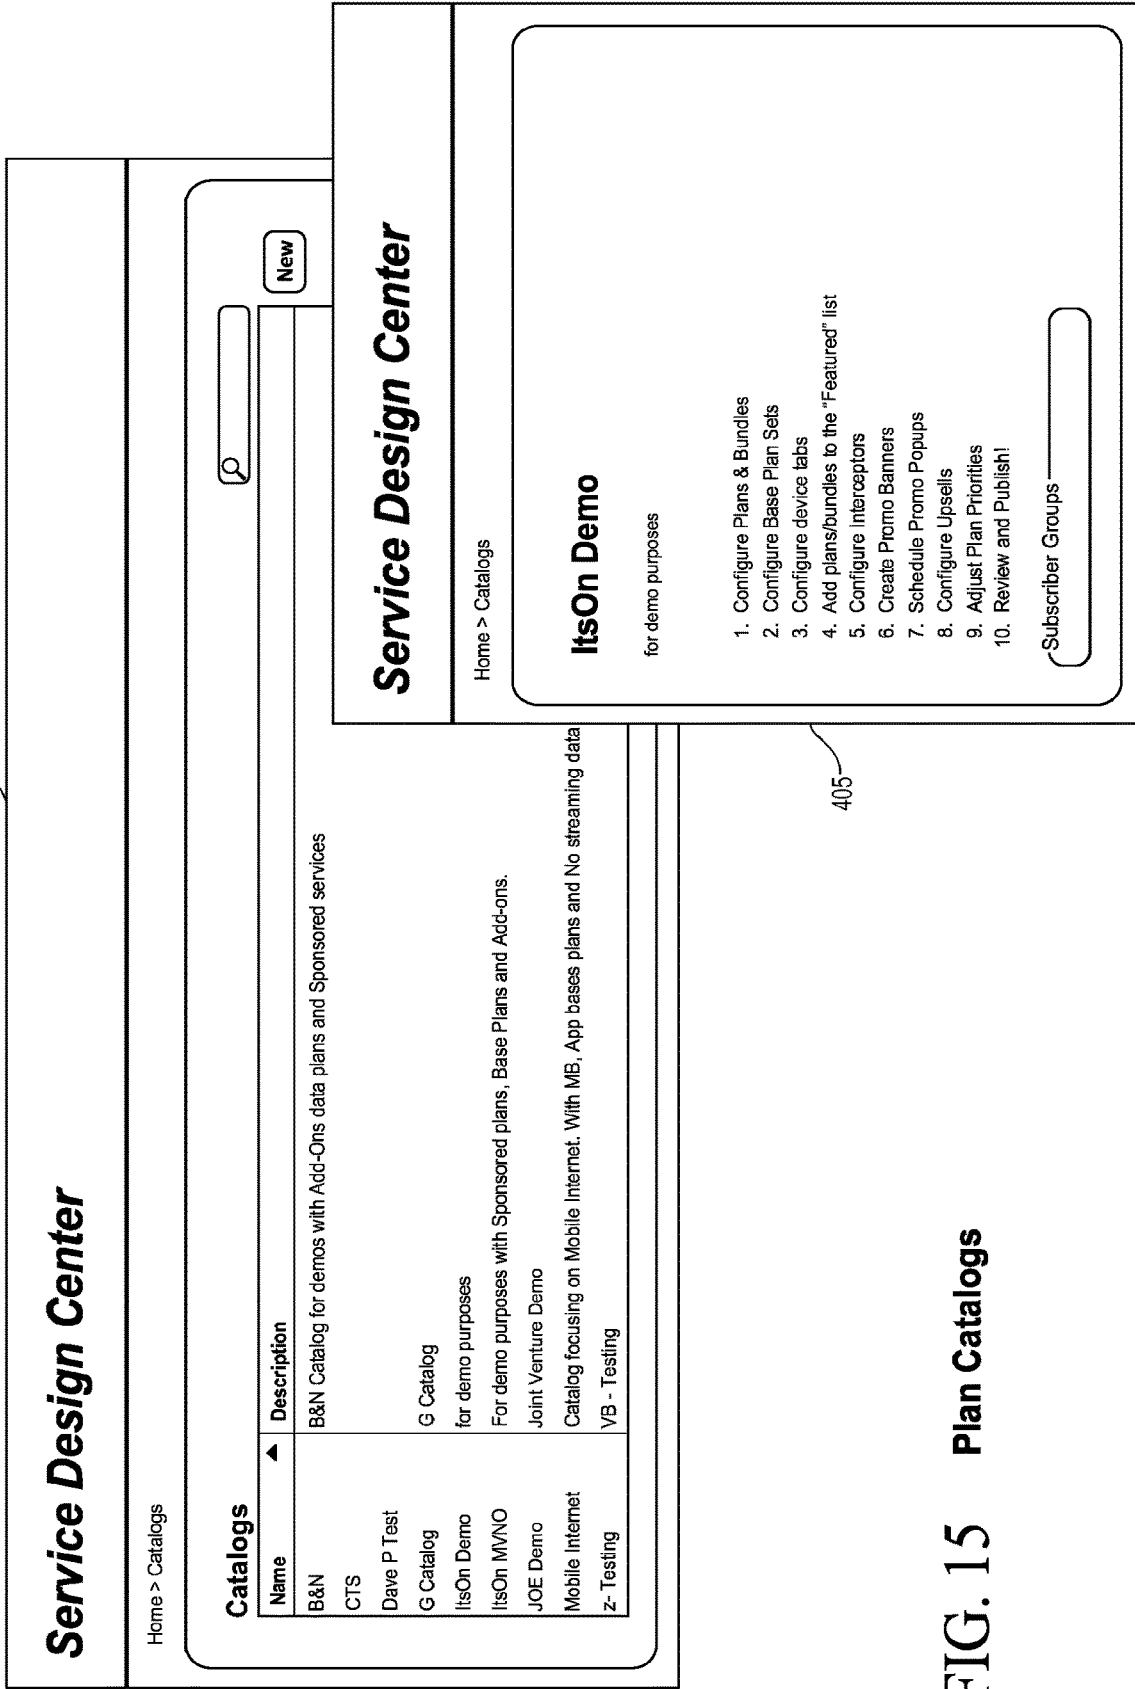 Service Design Center
Home > Catalogs
Catalogs
New
Name Description
B&N B&N Catalog for demos with Add-Ons data plans and Sponsored services
CTS
Dave P Test
G Catalog G Catalog
ItsOn Demo for demo purposes
ItsOn MVNO For demo purposes with Sponsored plans, Base Plans and Add-ons.
JOE Demo Joint Venture Demo
Mobile Internet Catalog focusing on Mobile Internet. With MB, App bases plans and No streaming data
z- Testing VB - Testing
Service Design Center
Home > Catalogs
ItsOn Demo
for demo purposes
1. Configure Plans & Bundles
2. Configure Base Plan Sets
3. Configure device tabs
4. Add plans/bundles to the "Featured" list
5. Configure Interceptors
6. Create Promo Banners
7. Schedule Promo Popups
8. Configure Upsells
9. Adjust Plan Priorities
10. Review and Publish!
Subscriber Groups
405
FIG. 15 Plan Catalogs